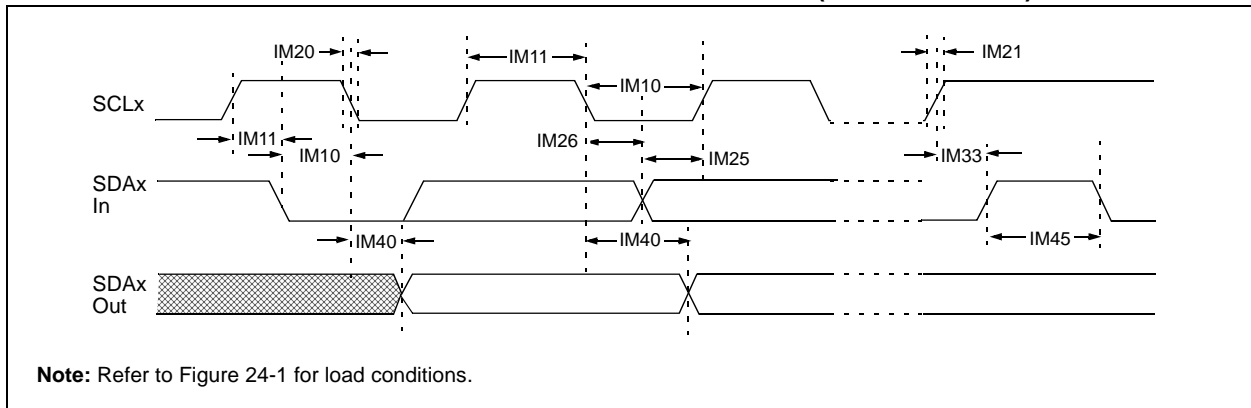 IM20
IM11
IM21
IM10
SCLx
IM11
IM26
IM10
IM25
IM33
SDAx
In
IM40
IM40
IM45
SDAx
Out
Note: Refer to Figure 24-1 for load conditions.